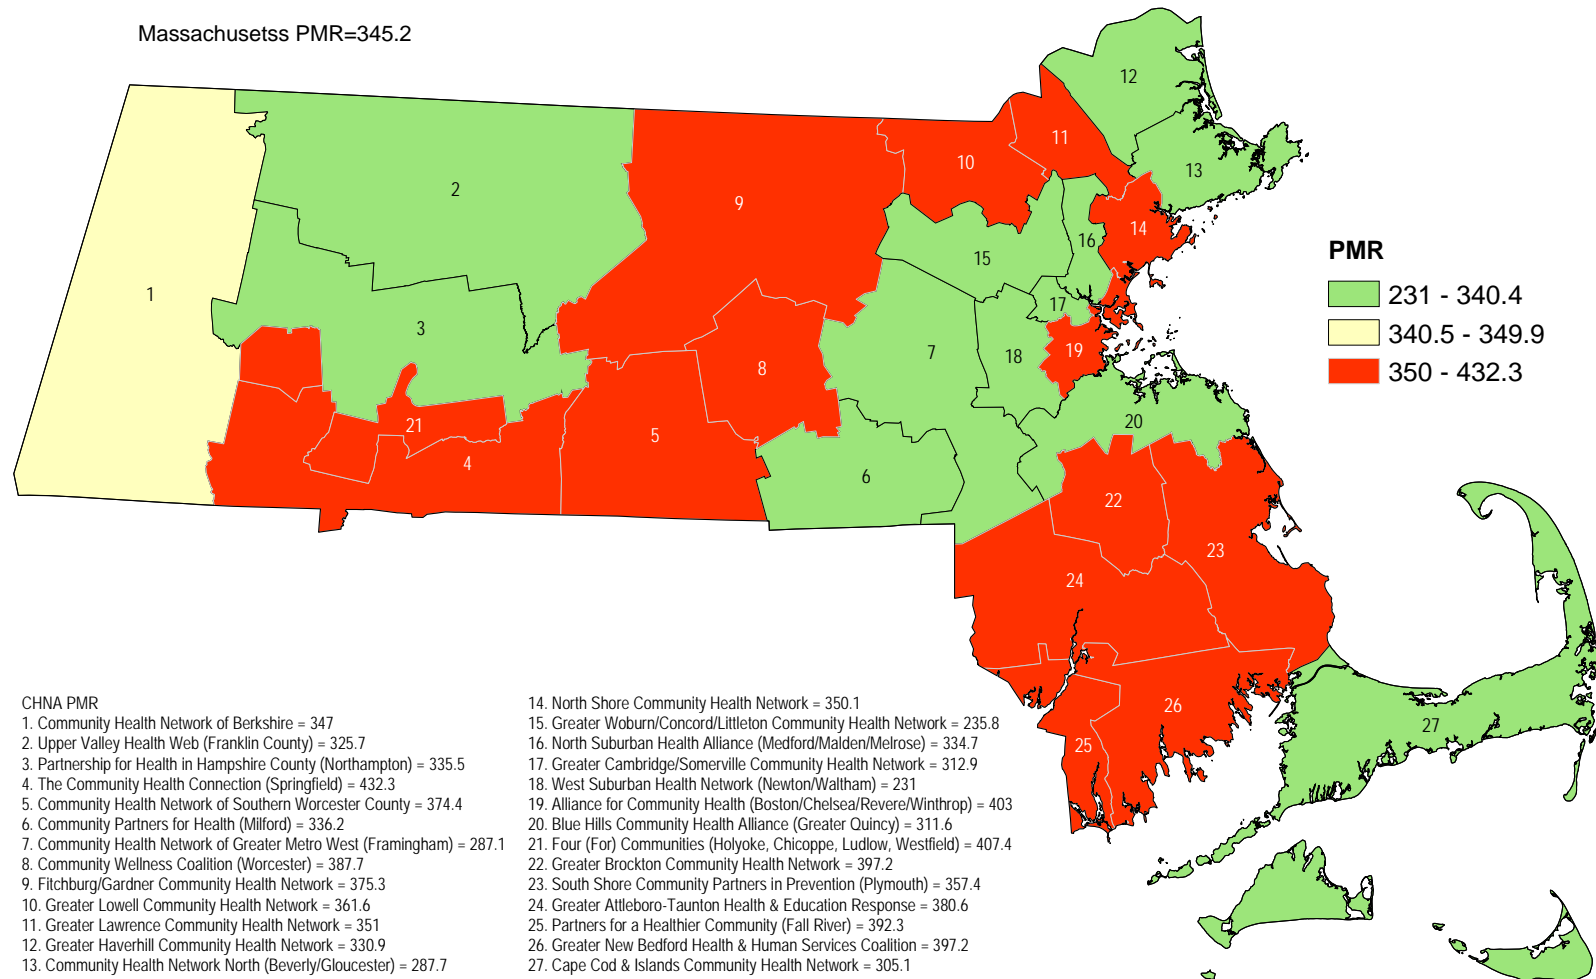 Massachusetss PMR=345.2
12
11
10
13
2
9
14
16
15
1
17
3
19
7
18
8
20
21
5
4
6
22
23
24
26
27
25
PMR
231 - 340.4
340.5 - 349.9
350 - 432.3
CHNA PMR
1. Community Health Network of Berkshire = 347
2. Upper Valley Health Web (Franklin County) = 325.7
3. Partnership for Health in Hampshire County (Northampton) = 335.5
4. The Community Health Connection (Springfield) = 432.3
5. Community Health Network of Southern Worcester County = 374.4
6. Community Partners for Health (Milford) = 336.2
7. Community Health Network of Greater Metro West (Framingham) = 287.1
8. Community Wellness Coalition (Worcester) = 387.7
9. Fitchburg/Gardner Community Health Network = 375.3
10. Greater Lowell Community Health Network = 361.6
11. Greater Lawrence Community Health Network = 351
12. Greater Haverhill Community Health Network = 330.9
13. Community Health Network North (Beverly/Gloucester) = 287.7
14. North Shore Community Health Network = 350.1
15. Greater Woburn/Concord/Littleton Community Health Network = 235.8
16. North Suburban Health Alliance (Medford/Malden/Melrose) = 334.7
17. Greater Cambridge/Somerville Community Health Network = 312.9
18. West Suburban Health Network (Newton/Waltham) = 231
19. Alliance for Community Health (Boston/Chelsea/Revere/Winthrop) = 403
20. Blue Hills Community Health Alliance (Greater Quincy) = 311.6
21. Four (For) Communities (Holyoke, Chicoppe, Ludlow, Westfield) = 407.4
22. Greater Brockton Community Health Network = 397.2
23. South Shore Community Partners in Prevention (Plymouth) = 357.4
24. Greater Attleboro-Taunton Health & Education Response = 380.6
25. Partners for a Healthier Community (Fall River) = 392.3
26. Greater New Bedford Health & Human Services Coalition = 397.2
27. Cape Cod & Islands Community Health Network = 305.1